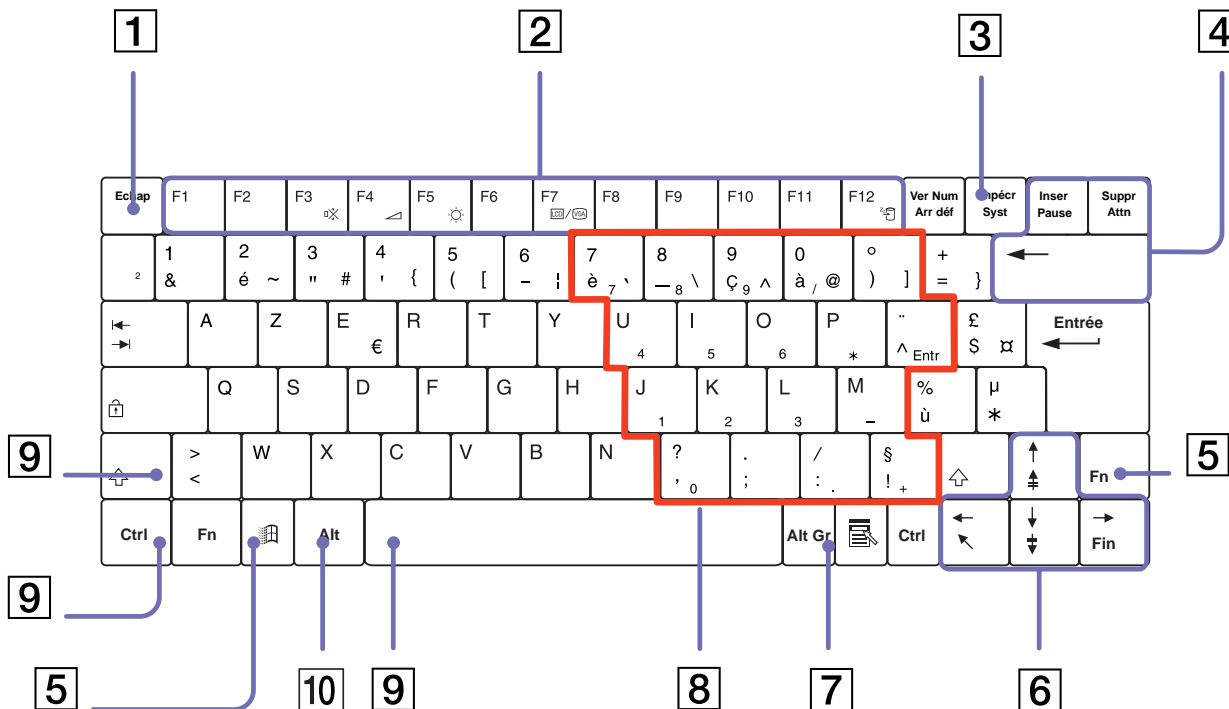 1 2 3 4
Echap F1 F2 F3 F4 F5 F6 F7 LCD/VGA F8 F9 F10 F11 F12 Ver Num Arr déf Impécr Syst Inser Pause Suppr Attn
² 1 & 2 é ~ 3 " # 4 ' { 5 ( [ 6 - ¦ 7 è 7 ` 8 _ 8 \ 9 ç 9 ^ 0 à / @ ° ) ] + = }
A Z E € R T Y U 4 I 5 O 6 P * ¨ ^ Entr £ $ ¤ Entrée
Q S D F G H J 1 K 2 L 3 M - % ù µ *
9 > < W X C V B N ? , 0 . ; / : . § ! + Fn 5
Ctrl Fn Alt Alt Gr Ctrl Fin
9
5 10 9 8 7 6